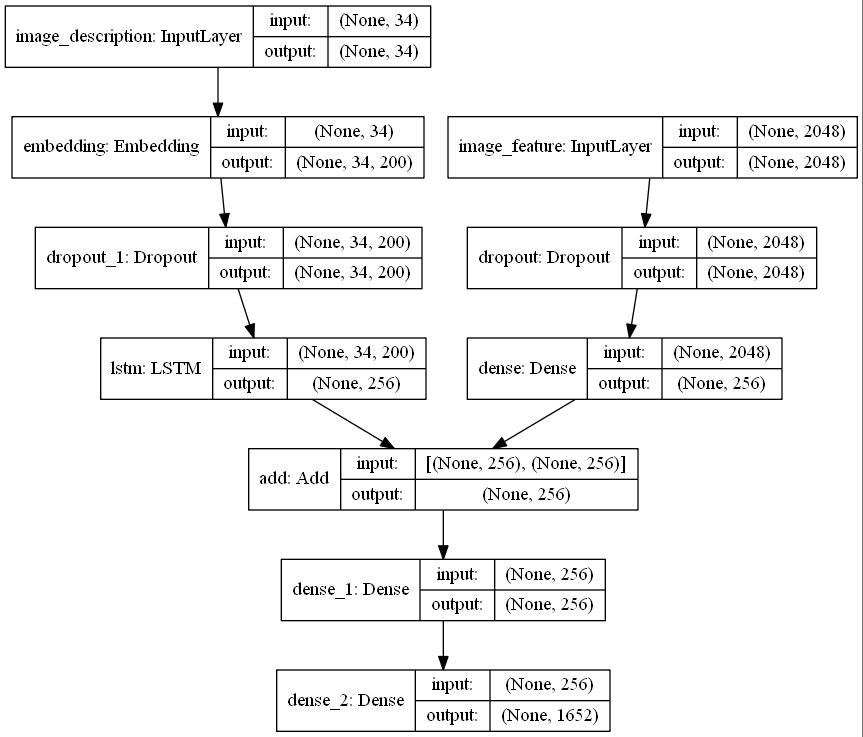 image_description: InputLayer
input: (None, 34)
output: (None, 34)
embedding: Embedding
input: (None, 34)
output: (None, 34, 200)
image_feature: InputLayer
input: (None, 2048)
output: (None, 2048)
dropout_1: Dropout
input: (None, 34, 200)
output: (None, 34, 200)
dropout: Dropout
input: (None, 2048)
output: (None, 2048)
lstm: LSTM
input: (None, 34, 200)
output: (None, 256)
dense: Dense
input: (None, 2048)
output: (None, 256)
add: Add
input: [(None, 256), (None, 256)]
output: (None, 256)
dense_1: Dense
input: (None, 256)
output: (None, 256)
dense_2: Dense
input: (None, 256)
output: (None, 1652)